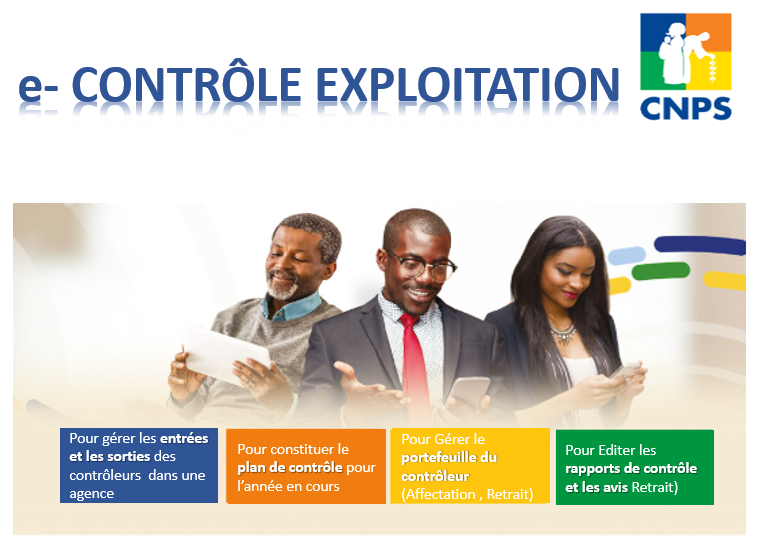 e- CONTRÔLE EXPLOITATION
CNPS
Pour gérer les entrées
et les sorties des
contrôleurs dans une
agence
Pour constituer le
plan de contrôle pour
l’année en cours
Pour Gérer le
portefeuille du
contrôleur
(Affectation , Retrait)
Pour Editer les
rapports de contrôle
et les avis Retrait)